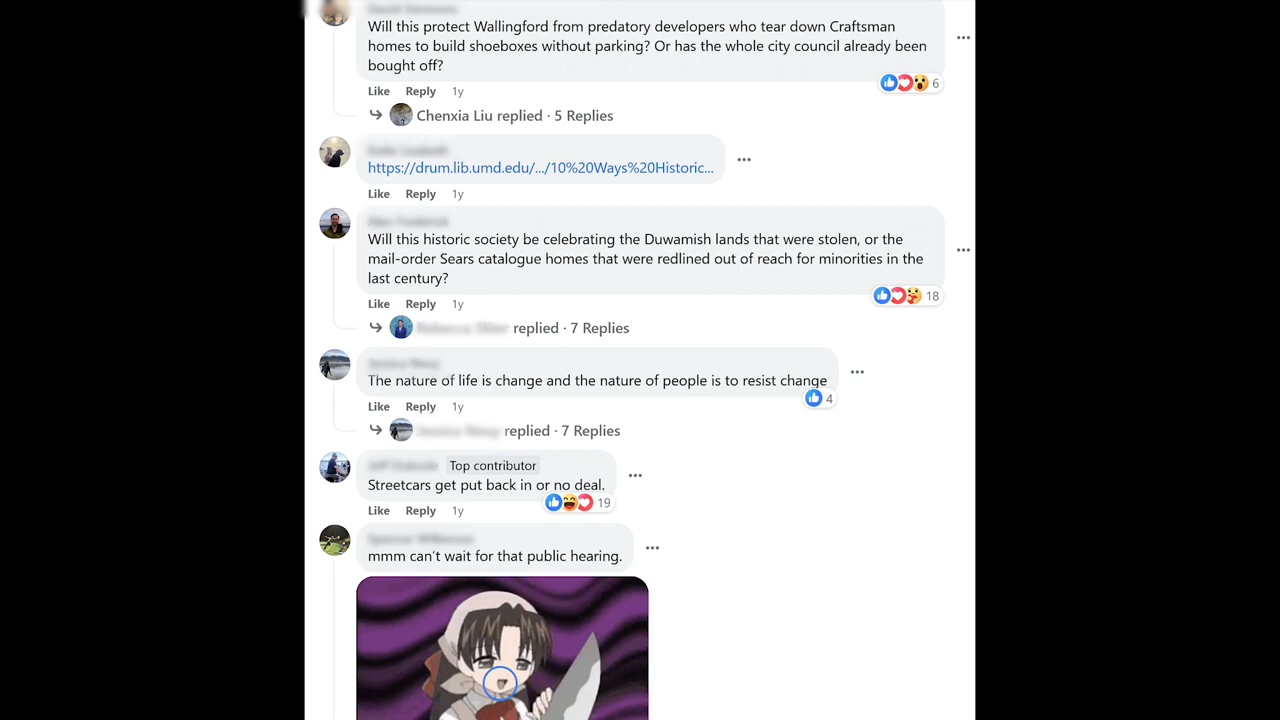 Will this protect Wallingford from predatory developers who tear down Craftsman
homes to build shoeboxes without parking? Or has the whole city council already been
bought off?
6
Like Reply 1y
Chenxia Liu replied · 5 Replies
https://drum.lib.umd.edu/.../10%20Ways%20Historic...
Like Reply 1y
Will this historic society be celebrating the Duwamish lands that were stolen, or the
mail-order Sears catalogue homes that were redlined out of reach for minorities in the
last century?
18
Like Reply 1y
replied · 7 Replies
The nature of life is change and the nature of people is to resist change
4
Like Reply 1y
replied · 7 Replies
Top contributor
Streetcars get put back in or no deal.
19
Like Reply 1y
mmm can't wait for that public hearing.